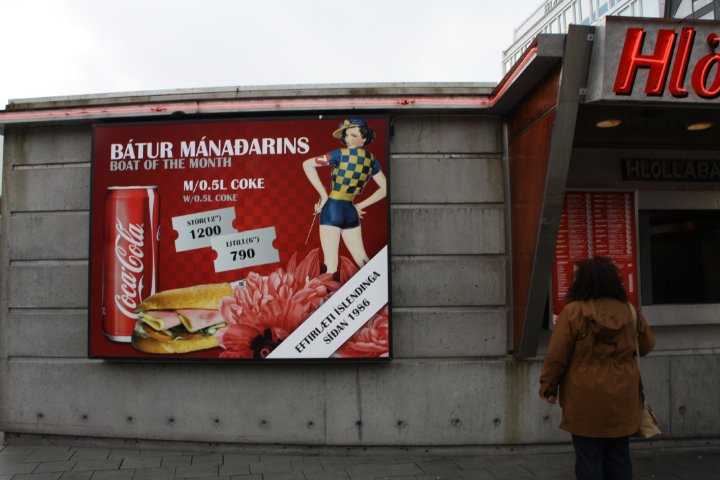 BÁTUR MÁNAÐARINS
BOAT OF THE MONTH
M/0.5L COKE
W/0.5L COKE
STÓR(12")
1200
LÍTILL(6")
790
Coca-Cola
EFTIRLÆTI ÍSLENDINGA
SÍÐAN 1986
Hlö
HLÖLLABÁ